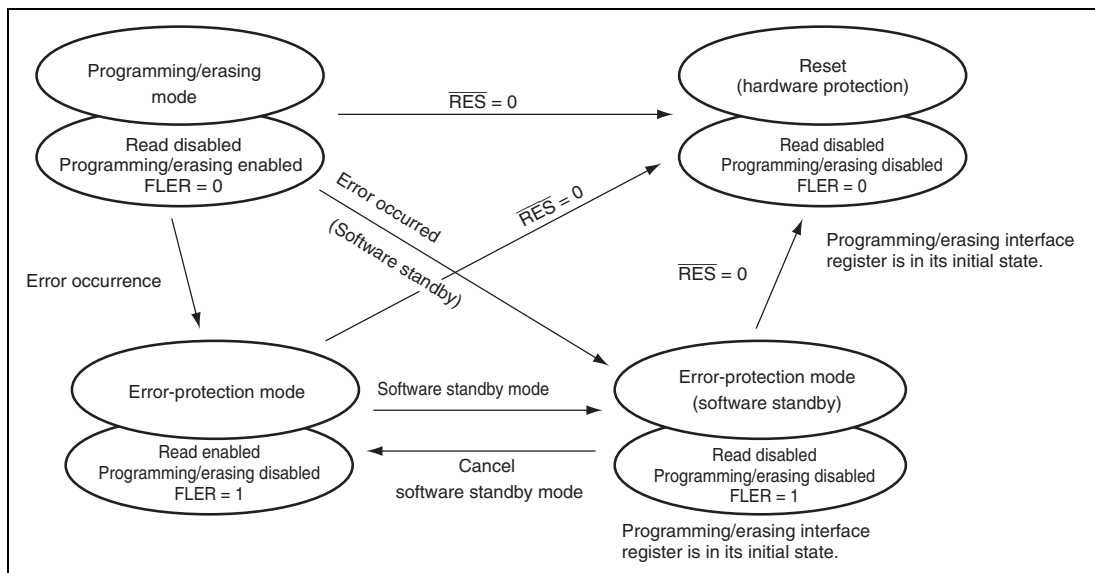 Programming/erasing
mode
Read disabled
Programming/erasing enabled
FLER = 0
RES = 0
Reset
(hardware protection)
Read disabled
Programming/erasing disabled
FLER = 0
Programming/erasing interface
register is in its initial state.
Error occurred
(Software standby)
RES = 0
RES = 0
Error occurrence
Error-protection mode
Read enabled
Programming/erasing disabled
FLER = 1
Software standby mode
Cancel
software standby mode
Error-protection mode
(software standby)
Read disabled
Programming/erasing disabled
FLER = 1
Programming/erasing interface
register is in its initial state.